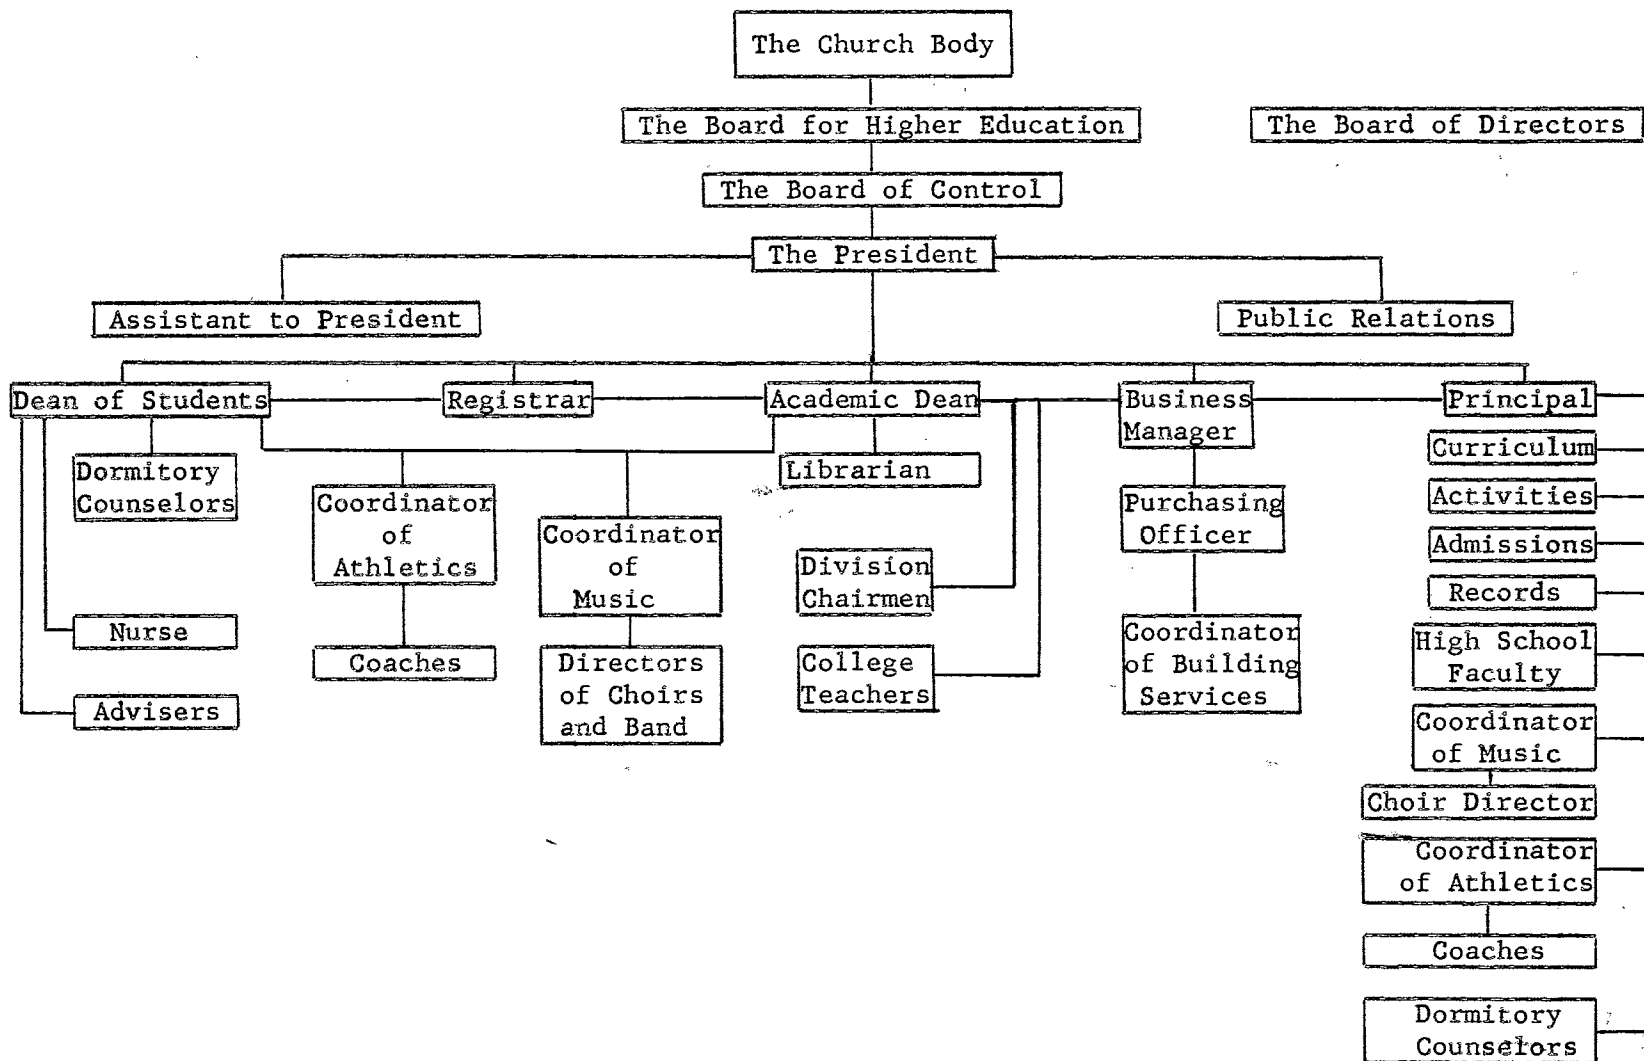 The Church Body
The Board for Higher Education
The Board of Directors
The Board of Control
The President
Assistant to President
Public Relations
Dean of Students
Registrar
Academic Dean
Business
Manager
Principal
Dormitory
Counselors
Coordinator
of
Athletics
Coaches
Nurse
Advisers
Coordinator
of
Music
Directors
of Choirs
and Band
Librarian
Division
Chairmen
College
Teachers
Purchasing
Officer
Coordinator
of Building
Services
Curriculum
Activities
Admissions
Records
High School
Faculty
Coordinator
of Music
Choir Director
Coordinator
of Athletics
Coaches
Dormitory
Counselors